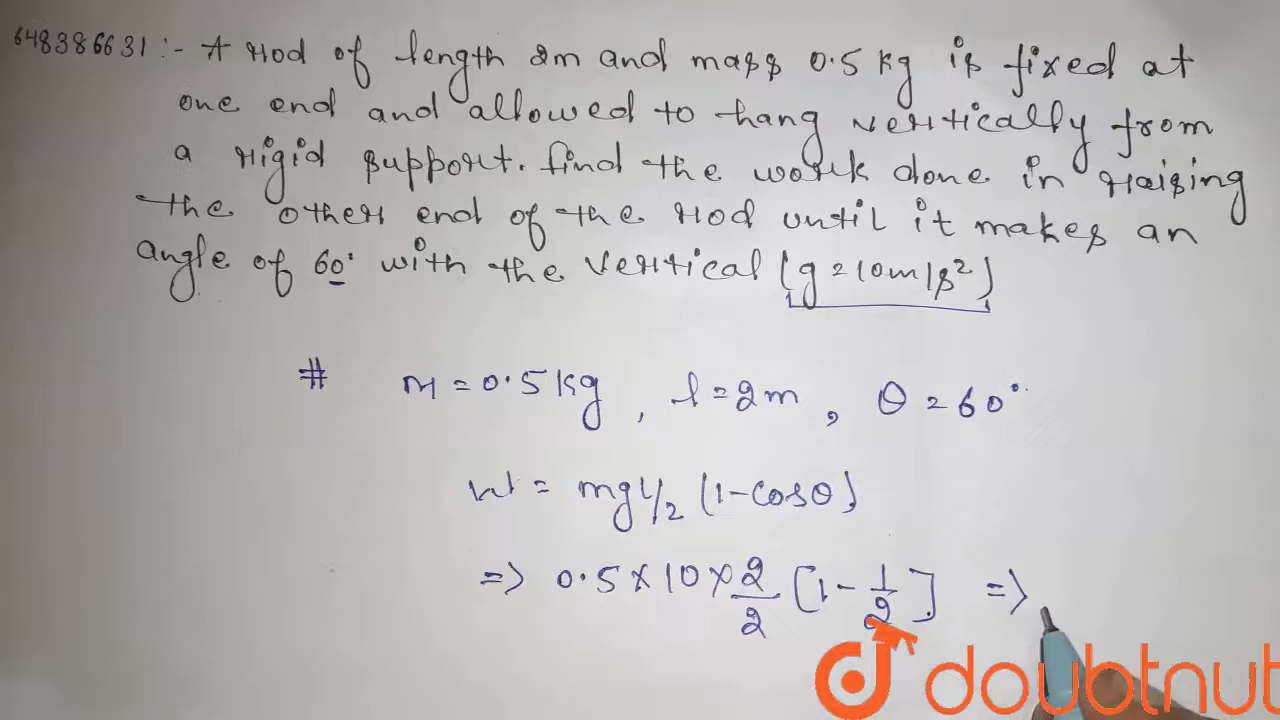 648386631 :- A rod of length 2m and mass 0.5 kg is fixed at
one end and allowed to hang vertically from
a rigid support. find the work done in raising
the other end of the rod until it makes an
angle of 60° with the vertical (g=10m/s²)
# m = 0.5 kg, l = 2m, θ = 60°
W = mg l/2 (1-cosθ)
=> 0.5 × 10 × 2/2 [1 - 1/2] =>
doubtnut